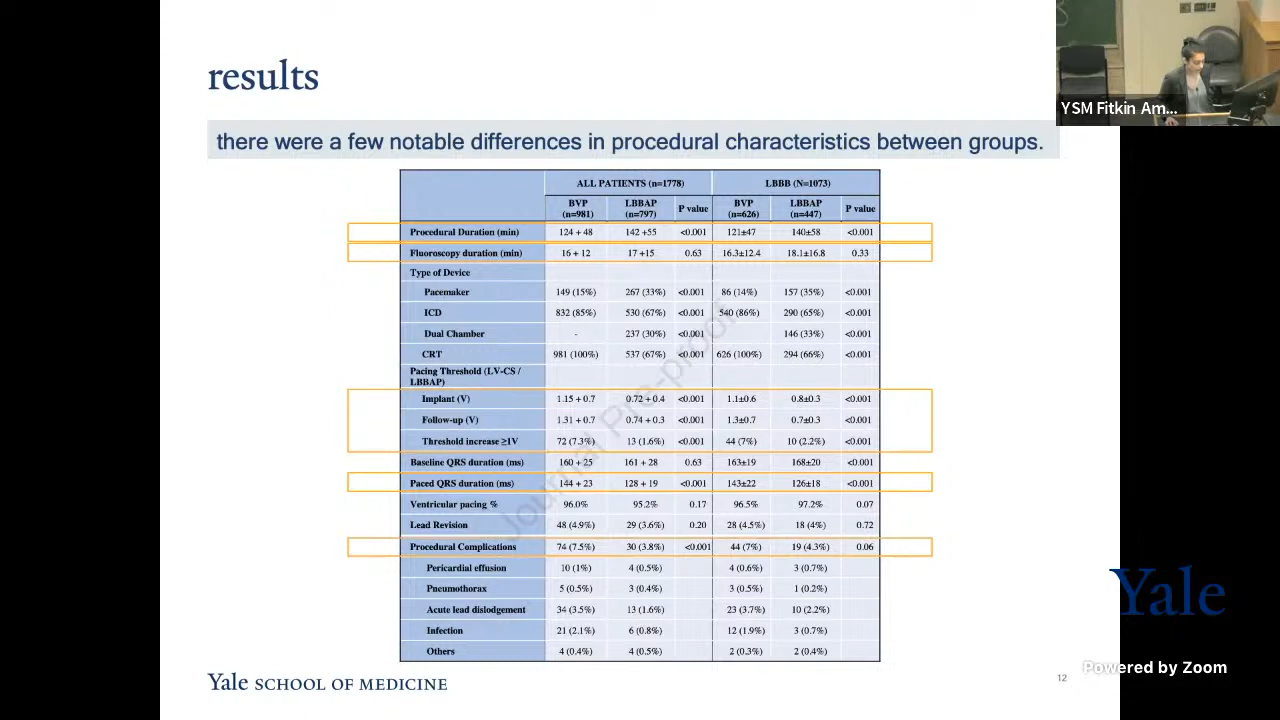 results
YSM Fitkin Am...
there were a few notable differences in procedural characteristics between groups.
ALL PATIENTS (n=1778) LBBB (N=1073)
BVP (n=981) LBBAP (n=797) P value BVP (n=626) LBBAP (n=447) P value
Procedural Duration (min) 124 + 48 142 +55 <0.001 121±47 140±58 <0.001
Fluoroscopy duration (min) 16 + 12 17 +15 0.63 16.3±12.4 18.1±16.8 0.33
Type of Device
Pacemaker 149 (15%) 267 (33%) <0.001 86 (14%) 157 (35%) <0.001
ICD 832 (85%) 530 (67%) <0.001 540 (86%) 290 (65%) <0.001
Dual Chamber - 237 (30%) <0.001 146 (33%) <0.001
CRT 981 (100%) 537 (67%) <0.001 626 (100%) 294 (66%) <0.001
Pacing Threshold (LV-CS /
LBBAP)
Implant (V) 1.15 + 0.7 0.72 + 0.4 <0.001 1.1±0.6 0.8±0.3 <0.001
Follow-up (V) 1.31 + 0.7 0.74 + 0.3 <0.001 1.3±0.7 0.7±0.3 <0.001
Threshold increase ≥1V 72 (7.3%) 13 (1.6%) <0.001 44 (7%) 10 (2.2%) <0.001
Baseline QRS duration (ms) 160 + 25 161 + 28 0.63 163±19 168±20 <0.001
Paced QRS duration (ms) 144 + 23 128 + 19 <0.001 143±22 126±18 <0.001
Ventricular pacing % 96.0% 95.2% 0.17 96.5% 97.2% 0.07
Lead Revision 48 (4.9%) 29 (3.6%) 0.20 28 (4.5%) 18 (4%) 0.72
Procedural Complications 74 (7.5%) 30 (3.8%) <0.001 44 (7%) 19 (4.3%) 0.06
Pericardial effusion 10 (1%) 4 (0.5%) 4 (0.6%) 3 (0.7%)
Pneumothorax 5 (0.5%) 3 (0.4%) 3 (0.5%) 1 (0.2%)
Acute lead dislodgement 34 (3.5%) 13 (1.6%) 23 (3.7%) 10 (2.2%)
Infection 21 (2.1%) 6 (0.8%) 12 (1.9%) 3 (0.7%)
Others 4 (0.4%) 4 (0.5%) 2 (0.3%) 2 (0.4%)
Journal Pre-proof
Yale
Powered by Zoom
Yale SCHOOL OF MEDICINE
12